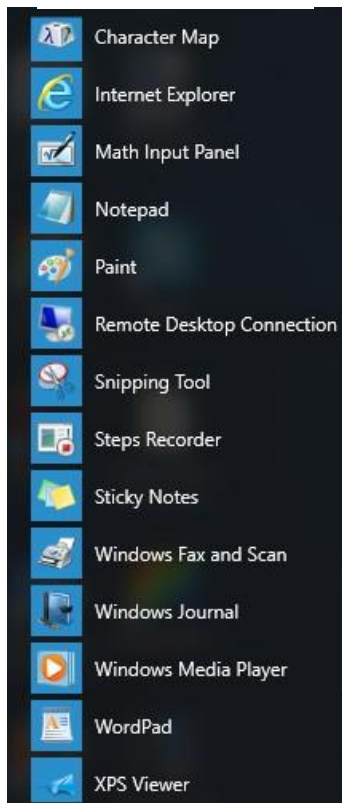 Character Map
Internet Explorer
Math Input Panel
Notepad
Paint
Remote Desktop Connection
Snipping Tool
Steps Recorder
Sticky Notes
Windows Fax and Scan
Windows Journal
Windows Media Player
WordPad
XPS Viewer